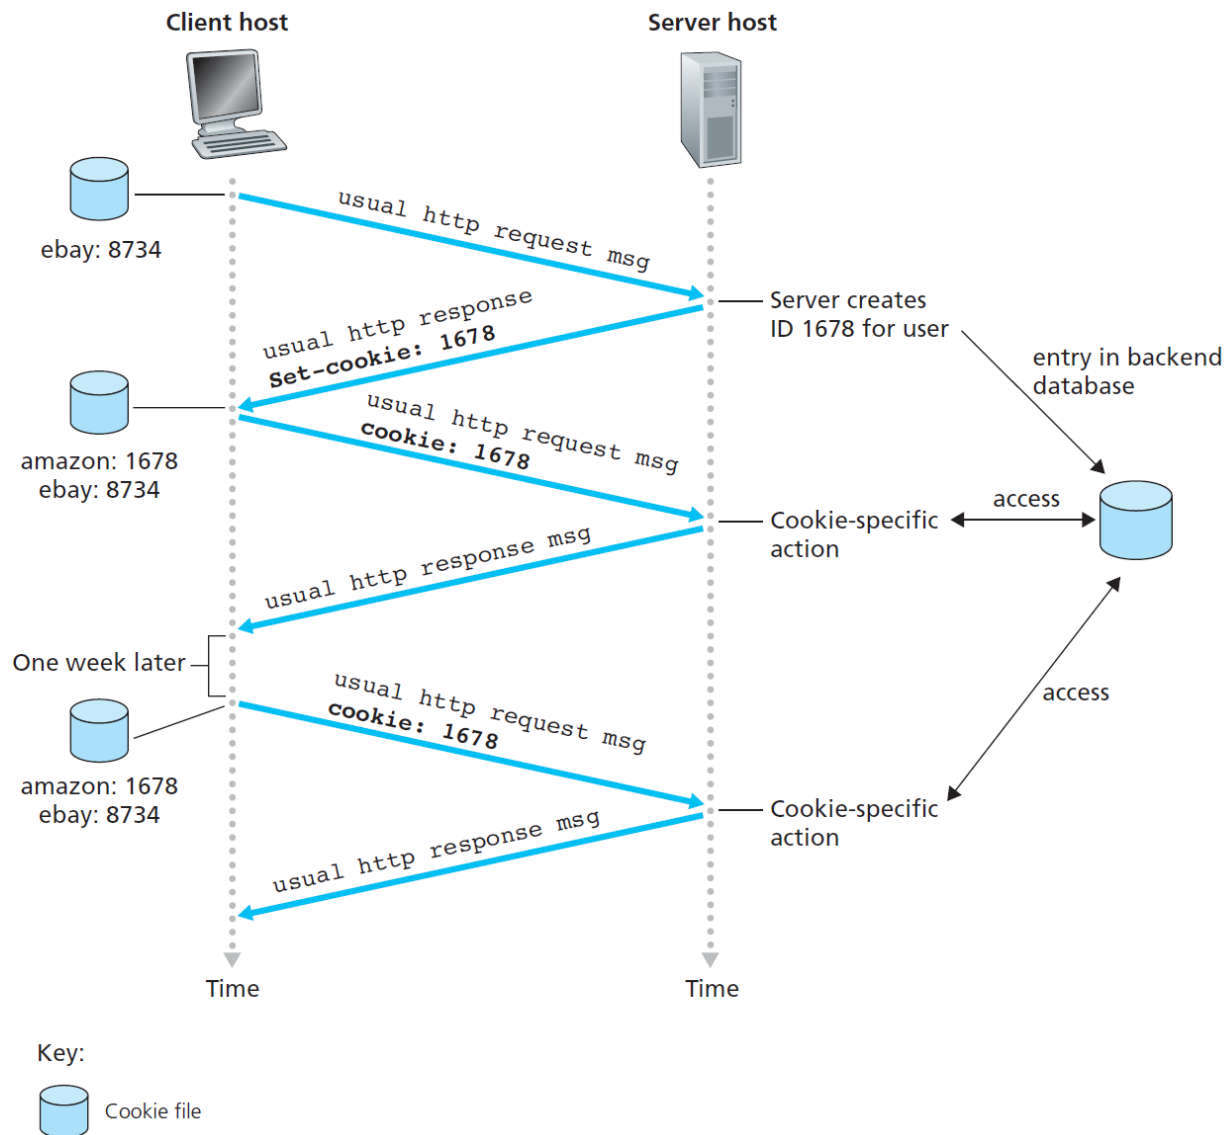 Client host
Server host
usual http request msg
ebay: 8734
Server creates
ID 1678 for user
usual http response
Set-cookie: 1678
entry in backend
database
usual http request msg
cookie: 1678
amazon: 1678
ebay: 8734
access
Cookie-specific
action
usual http response msg
One week later
usual http request msg
cookie: 1678
access
amazon: 1678
ebay: 8734
Cookie-specific
action
usual http response msg
Time
Time
Key:
Cookie file